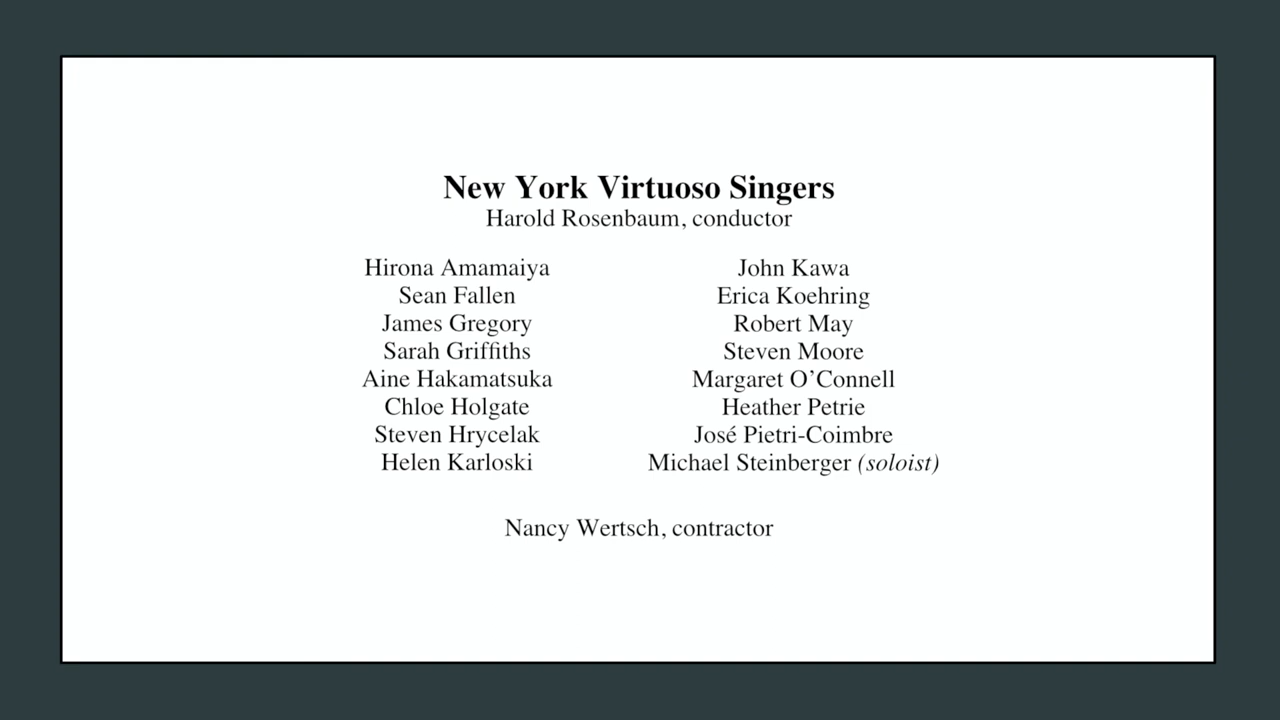 New York Virtuoso Singers
Harold Rosenbaum, conductor
Hirona Amamaiya
Sean Fallen
James Gregory
Sarah Griffiths
Aine Hakamatsuka
Chloe Holgate
Steven Hrycelak
Helen Karloski
John Kawa
Erica Koehring
Robert May
Steven Moore
Margaret O’Connell
Heather Petrie
José Pietri-Coimbre
Michael Steinberger (soloist)
Nancy Wertsch, contractor